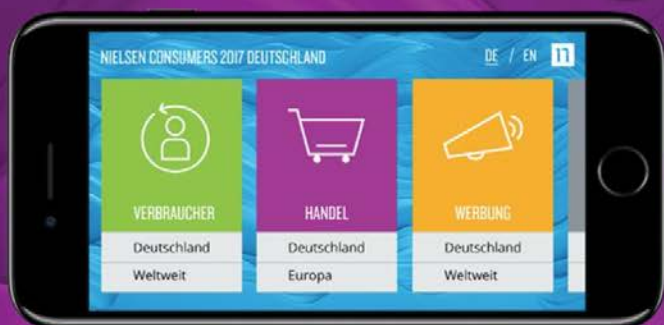 NIELSEN CONSUMERS 2017 DEUTSCHLAND
DE / EN
n
VERBRAUCHER
Deutschland
Weltweit
HANDEL
Deutschland
Europa
WERBUNG
Deutschland
Weltweit